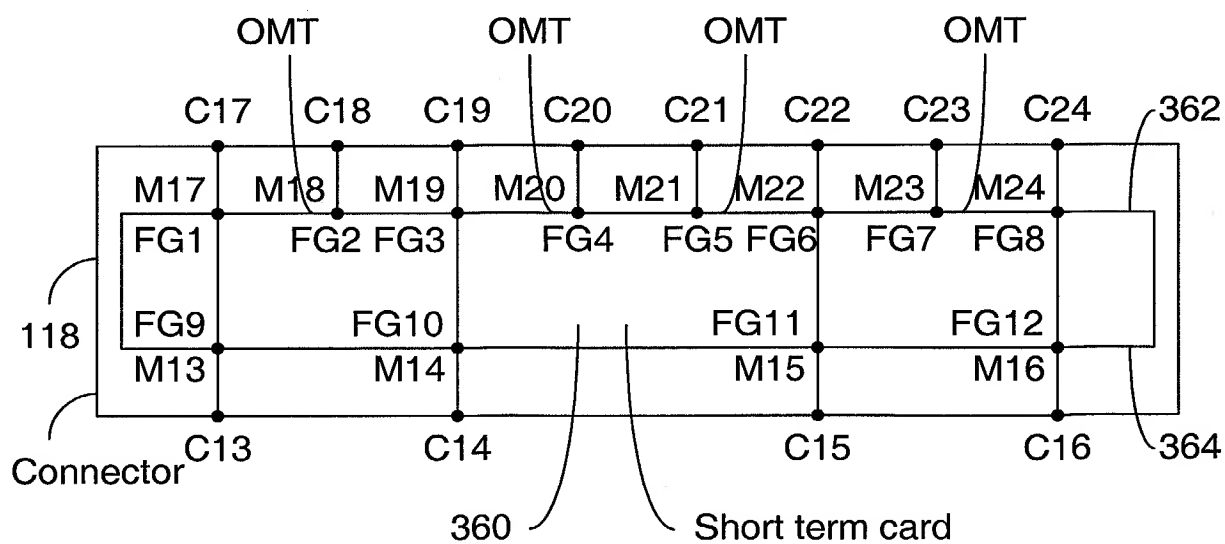 OMT OMT OMT OMT
C17 C18 C19 C20 C21 C22 C23 C24 362
M17 M18 M19 M20 M21 M22 M23 M24
FG1 FG2 FG3 FG4 FG5 FG6 FG7 FG8
118 FG9 FG10 FG11 FG12
M13 M14 M15 M16
C13 C14 C15 C16 364
Connector
360 Short term card